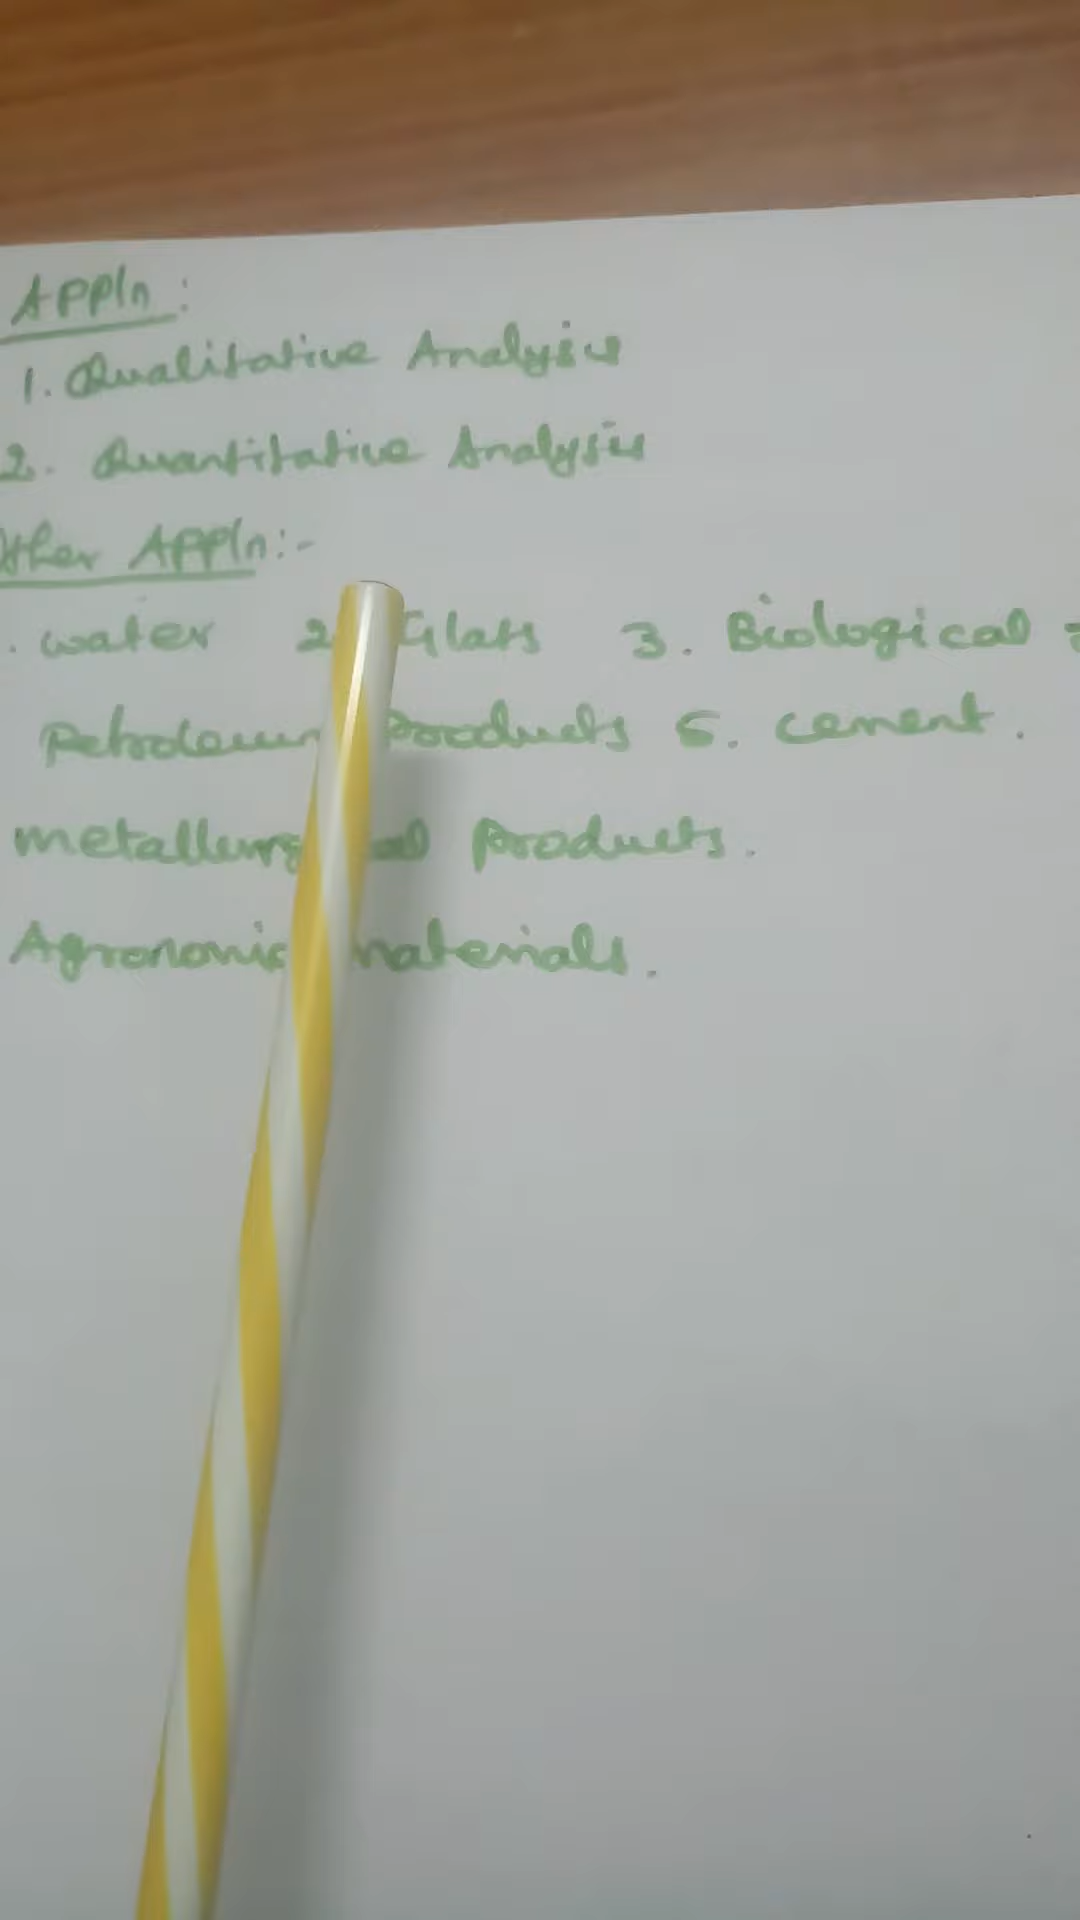 Appln :
1. Qualitative Analysis
2. Quantitative Analysis
Other Appln:-
. water 2 Glass 3. Biological
Petroleum Products 5. cement.
metallurgical products.
Agronomic materials.